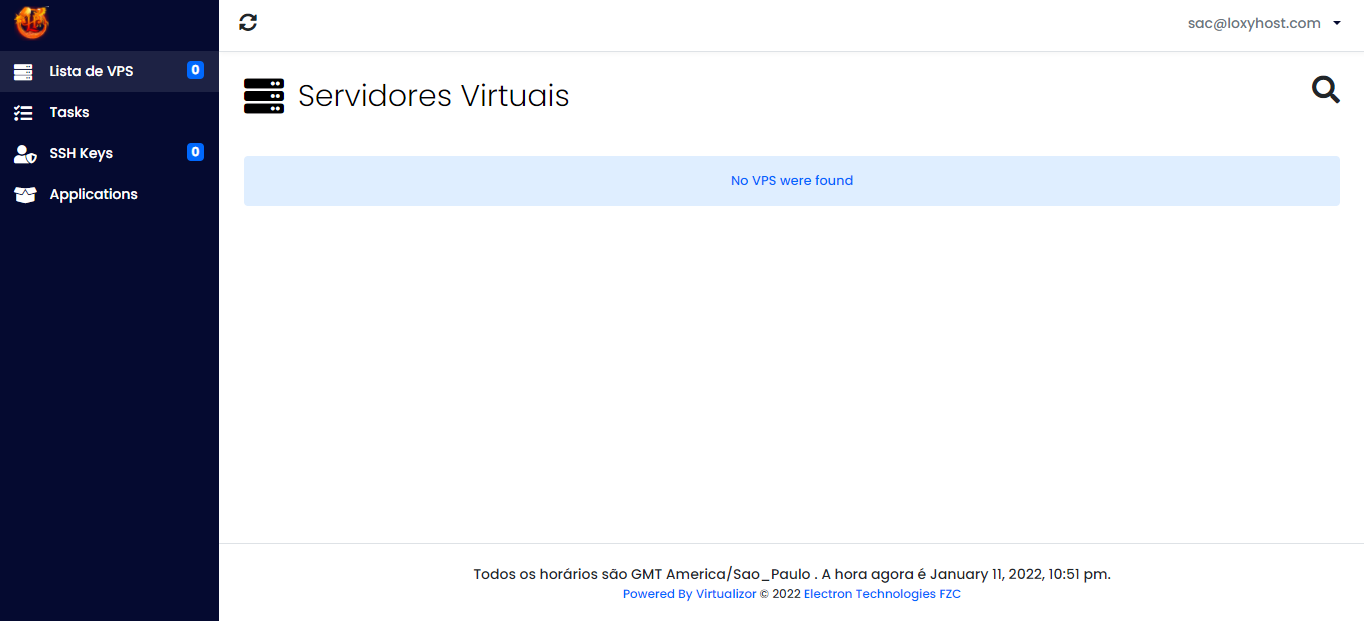 sac@loxyhost.com
Lista de VPS 0
Tasks
SSH Keys 0
Applications
Servidores Virtuais
No VPS were found
Todos os horários são GMT America/Sao_Paulo . A hora agora é January 11, 2022, 10:51 pm.
Powered By Virtualizor © 2022 Electron Technologies FZC